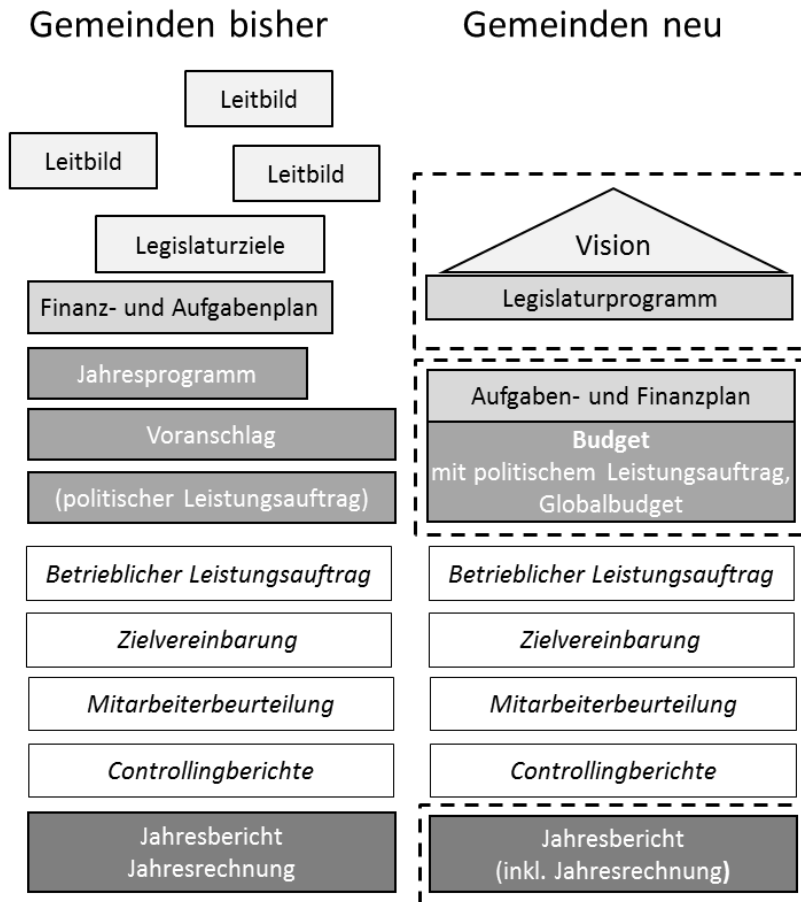 Gemeinden bisher
Leitbild
Leitbild
Leitbild
Legislaturziele
Finanz- und Aufgabenplan
Jahresprogramm
Voranschlag
(politischer Leistungsauftrag)
Betrieblicher Leistungsauftrag
Zielvereinbarung
Mitarbeiterbeurteilung
Controllingberichte
Jahresbericht
Jahresrechnung
Gemeinden neu
Vision
Legislaturprogramm
Aufgaben- und Finanzplan
Budget
mit politischem Leistungsauftrag,
Globalbudget
Betrieblicher Leistungsauftrag
Zielvereinbarung
Mitarbeiterbeurteilung
Controllingberichte
Jahresbericht
(inkl. Jahresrechnung)